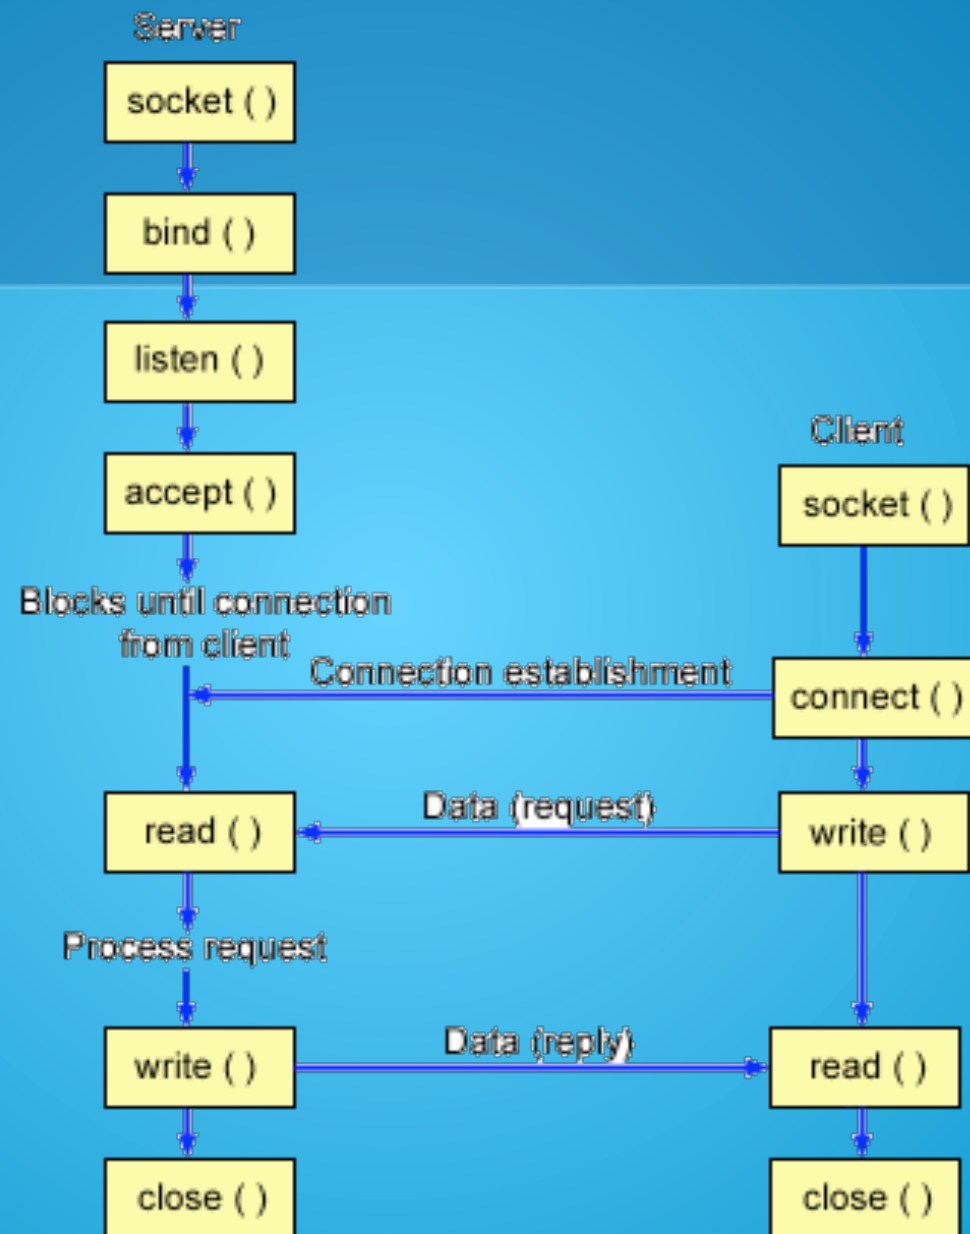 Server
socket ( )
bind ( )
listen ( )
accept ( )
Blocks until connection
from client
Client
socket ( )
Connection establishment
connect ( )
Data (request)
read ( )
write ( )
Process request
Data (reply)
write ( )
read ( )
close ( )
close ( )